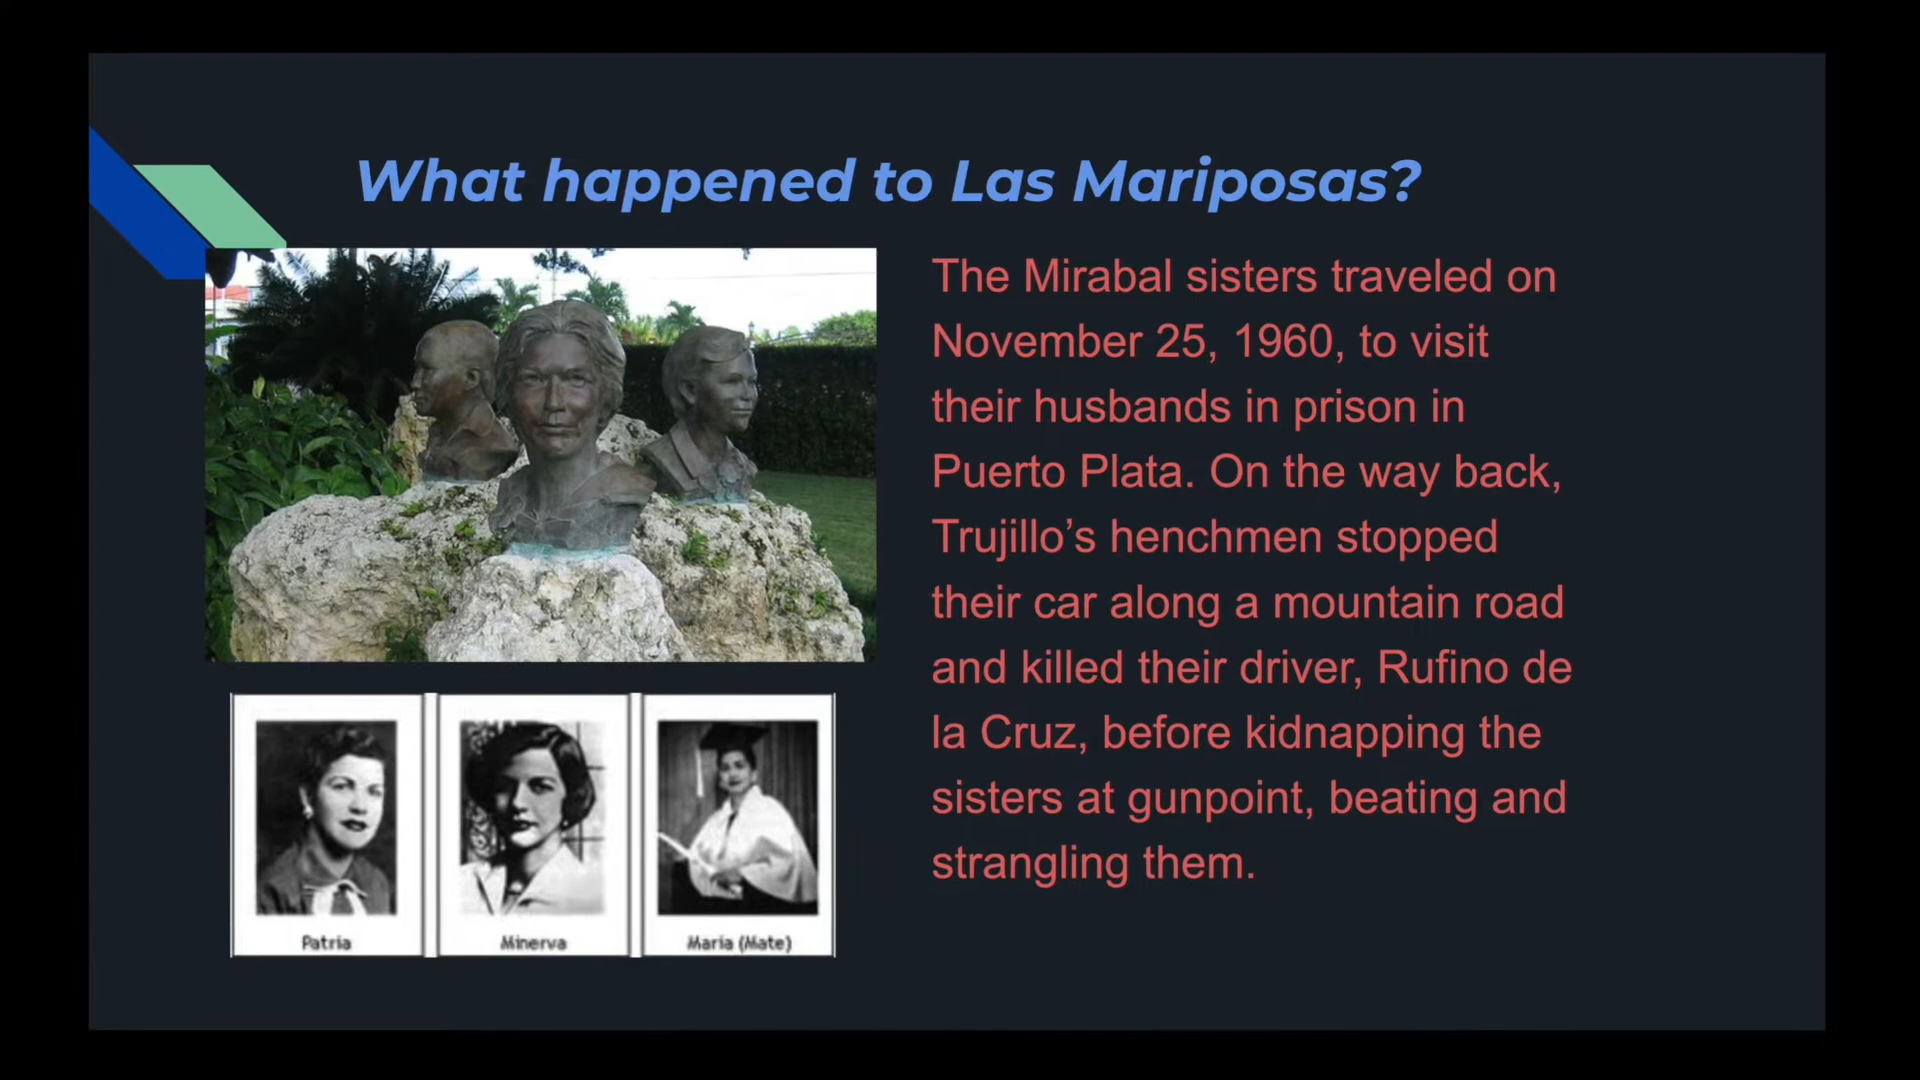 What happened to Las Mariposas?
The Mirabal sisters traveled on
November 25, 1960, to visit
their husbands in prison in
Puerto Plata. On the way back,
Trujillo’s henchmen stopped
their car along a mountain road
and killed their driver, Rufino de
la Cruz, before kidnapping the
sisters at gunpoint, beating and
strangling them.
Patria
Minerva
María (Mate)